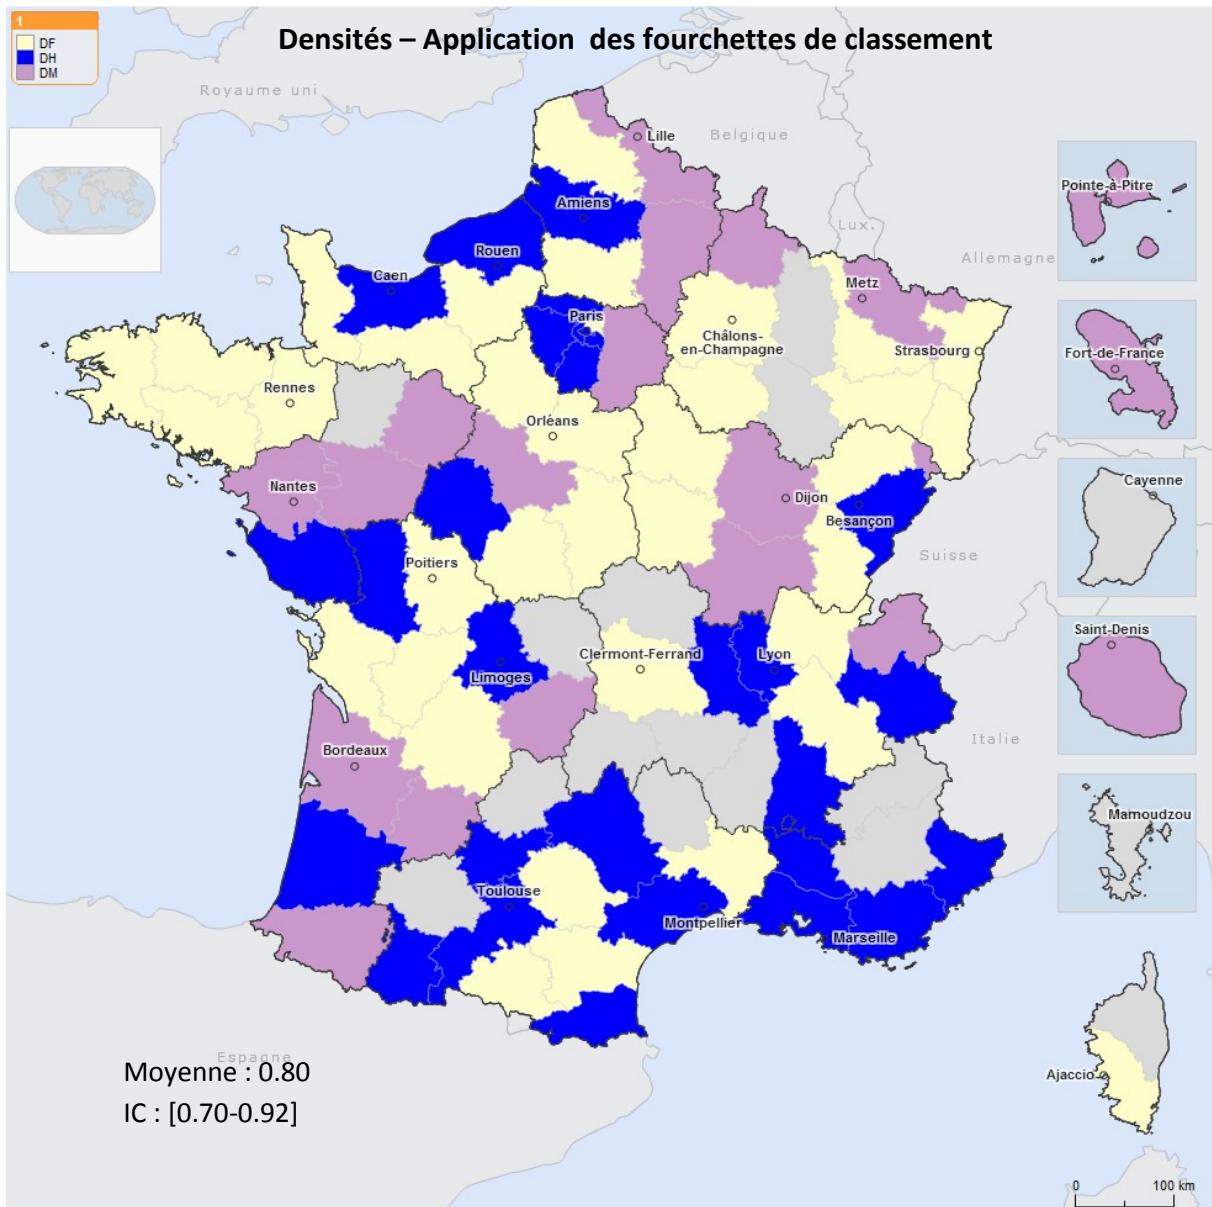 1
DF
DH
DM
Densités – Application des fourchettes de classement
Royaume uni
Belgique
Lux.
Allemagne
Suisse
Italie
Espagne
Lille
Amiens
Rouen
Caen
Paris
Metz
Châlons-
en-Champagne
Strasbourg
Rennes
Orléans
Nantes
Dijon
Besançon
Poitiers
Limoges
Clermont-Ferrand
Lyon
Bordeaux
Toulouse
Montpellier
Marseille
Ajaccio
Pointe-à-Pitre
Fort-de-France
Cayenne
Saint-Denis
Mamoudzou
Moyenne : 0.80
IC : [0.70-0.92]
0 100 km